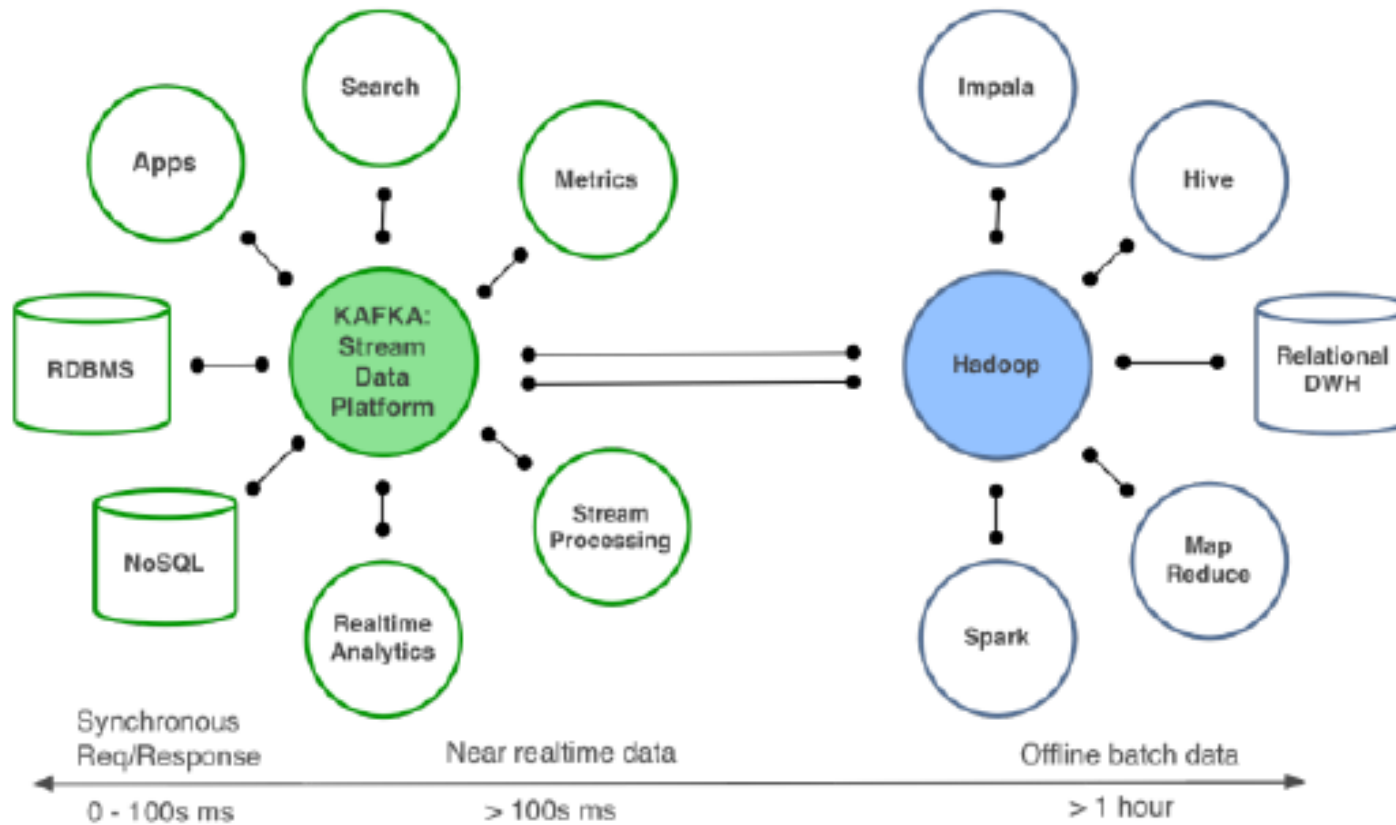 Search
Impala
Apps
Metrics
Hive
KAFKA:
Stream
Data
Platform
RDBMS
Hadoop
Relational
DWH
NoSQL
Stream
Processing
Map
Reduce
Realtime
Analytics
Spark
Synchronous
Req/Response
Near realtime data
Offline batch data
0 - 100s ms
> 100s ms
> 1 hour